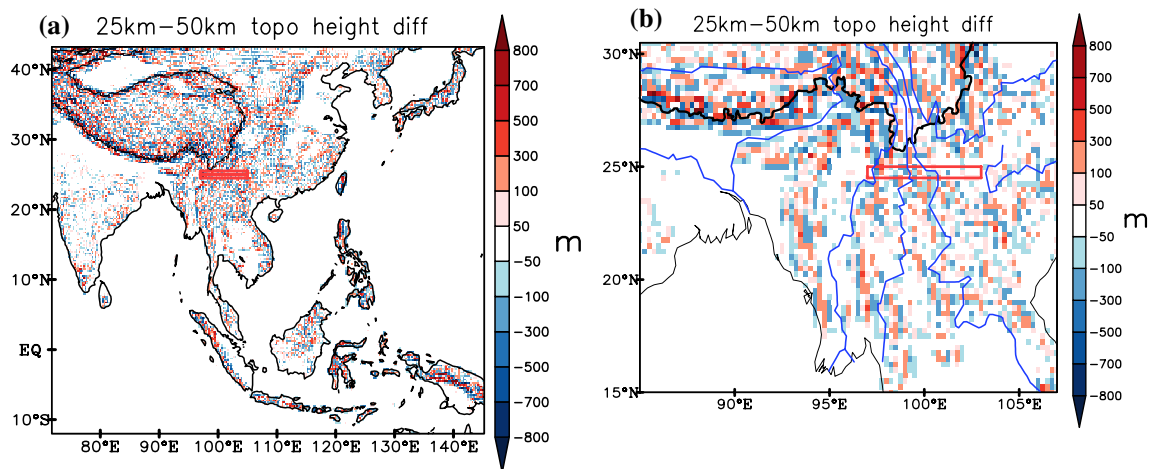 (a)
25km−50km topo height diff
40°N
30°N
20°N
10°N
EQ
10°S
80°E 90°E 100°E 110°E 120°E 130°E 140°E
800
700
500
300
100
50
−50
−100
−300
−500
−700
−800
m
(b)
25km−50km topo height diff
30°N
25°N
20°N
15°N
90°E 95°E 100°E 105°E
800
700
500
300
100
50
−50
−100
−300
−500
−700
−800
m